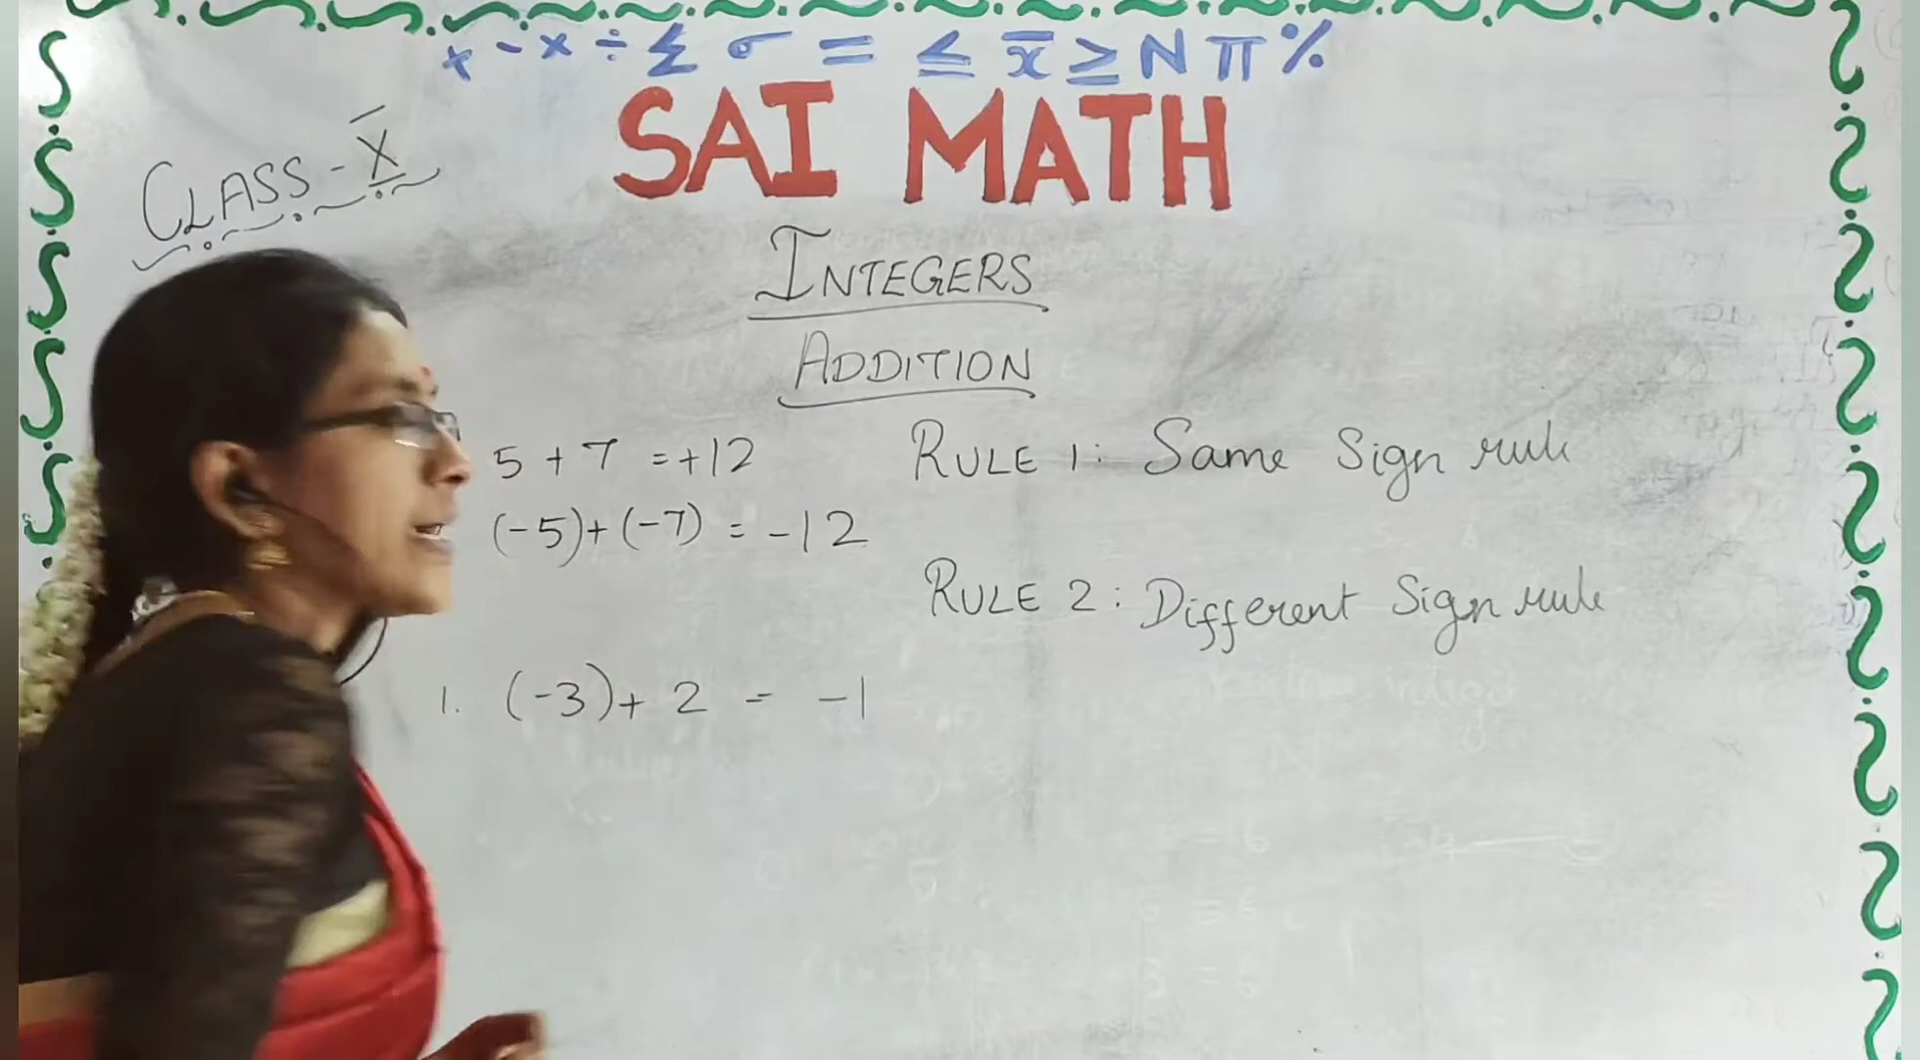 + - × ÷ ≤ σ = ≤ x̄ ≥ N π %
SAI MATH
CLASS - X
INTEGERS
ADDITION
5 + 7 = +12
RULE 1: Same Sign rule
(-5)+(-7) = -12
RULE 2: Different Sign rule
1. (-3)+ 2 = -1